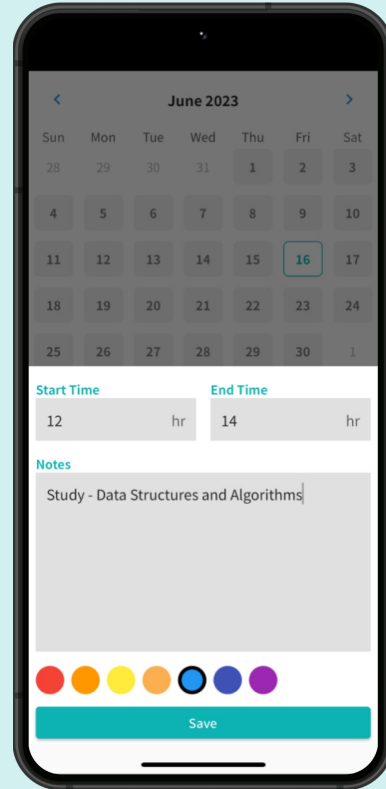 June 2023
Sun Mon Tue Wed Thu Fri Sat
28 29 30 31 1 2 3
4 5 6 7 8 9 10
11 12 13 14 15 16 17
18 19 20 21 22 23 24
25 26 27 28 29 30 1
Start Time End Time
12 hr 14 hr
Notes
Study - Data Structures and Algorithms
Save